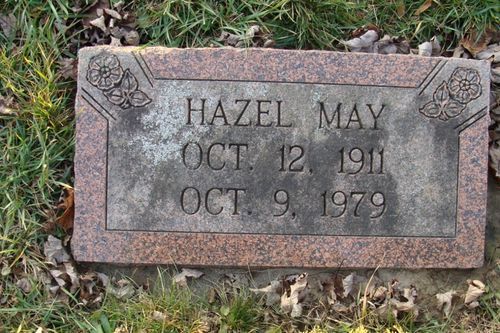 HAZEL MAY
OCT. 12, 1911
OCT. 9, 1979